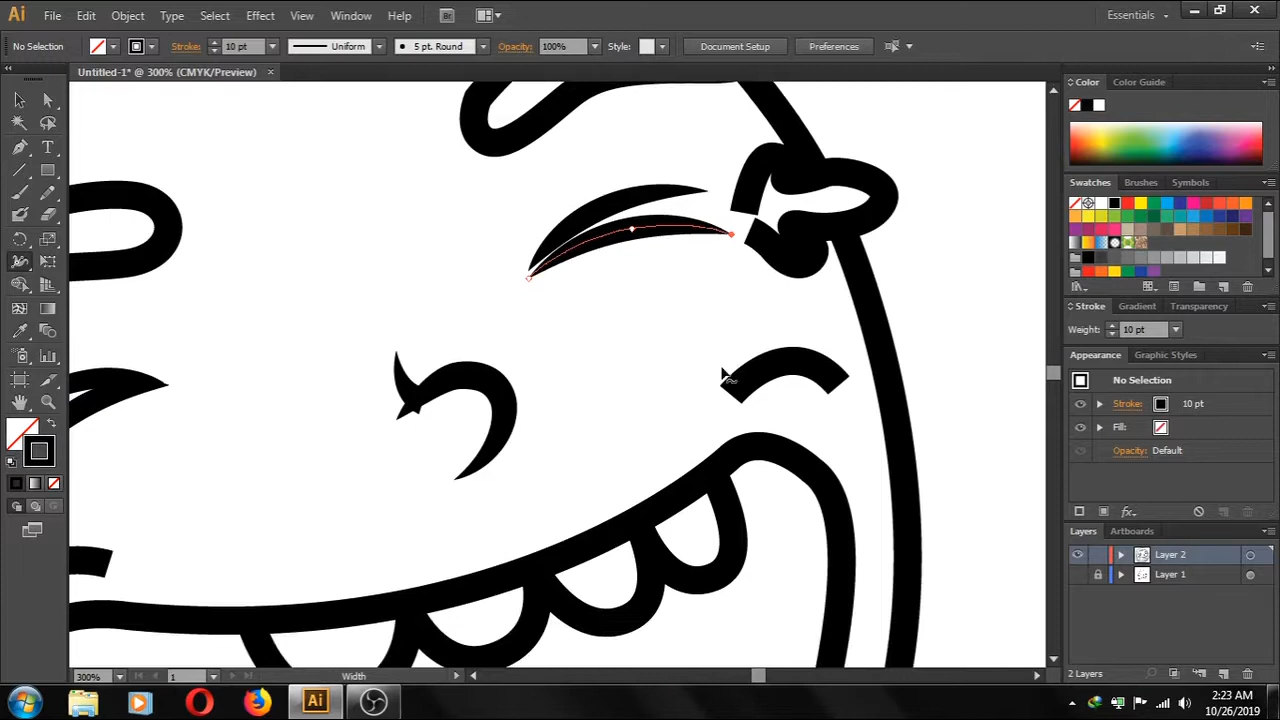 Ai File Edit Object Type Select Effect View Window Help Br Essentials
No Selection Stroke: 10 pt Uniform 5 pt. Round Opacity: 100% Style: Document Setup Preferences
Untitled-1* @ 300% (CMYK/Preview)
Color Color Guide
Swatches Brushes Symbols
Stroke Gradient Transparency
Weight: 10 pt
Appearance Graphic Styles
No Selection
Stroke: 10 pt
Fill:
Opacity: Default
fx
Layers Artboards
Layer 2
Layer 1
2 Layers
300% 1 Width
Ai
2:23 AM
10/26/2019